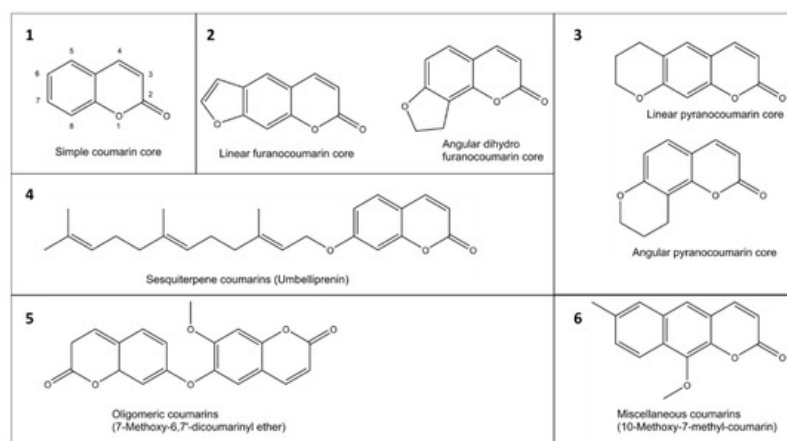 1
5
4
6
3
7
2
8
1
O
O
Simple coumarin core
2
O
O
O
Linear furanocoumarin core
O
O
O
Angular dihydro
furanocoumarin core
3
O
O
O
Linear pyranocoumarin core
O
O
O
Angular pyranocoumarin core
4
O
O
O
Sesquiterpene coumarins (Umbelliprenin)
5
O
O
O
O
O
O
Oligomeric coumarins
(7-Methoxy-6,7'-dicoumarinyl ether)
6
O
O
O
Miscellaneous coumarins
(10-Methoxy-7-methyl-coumarin)